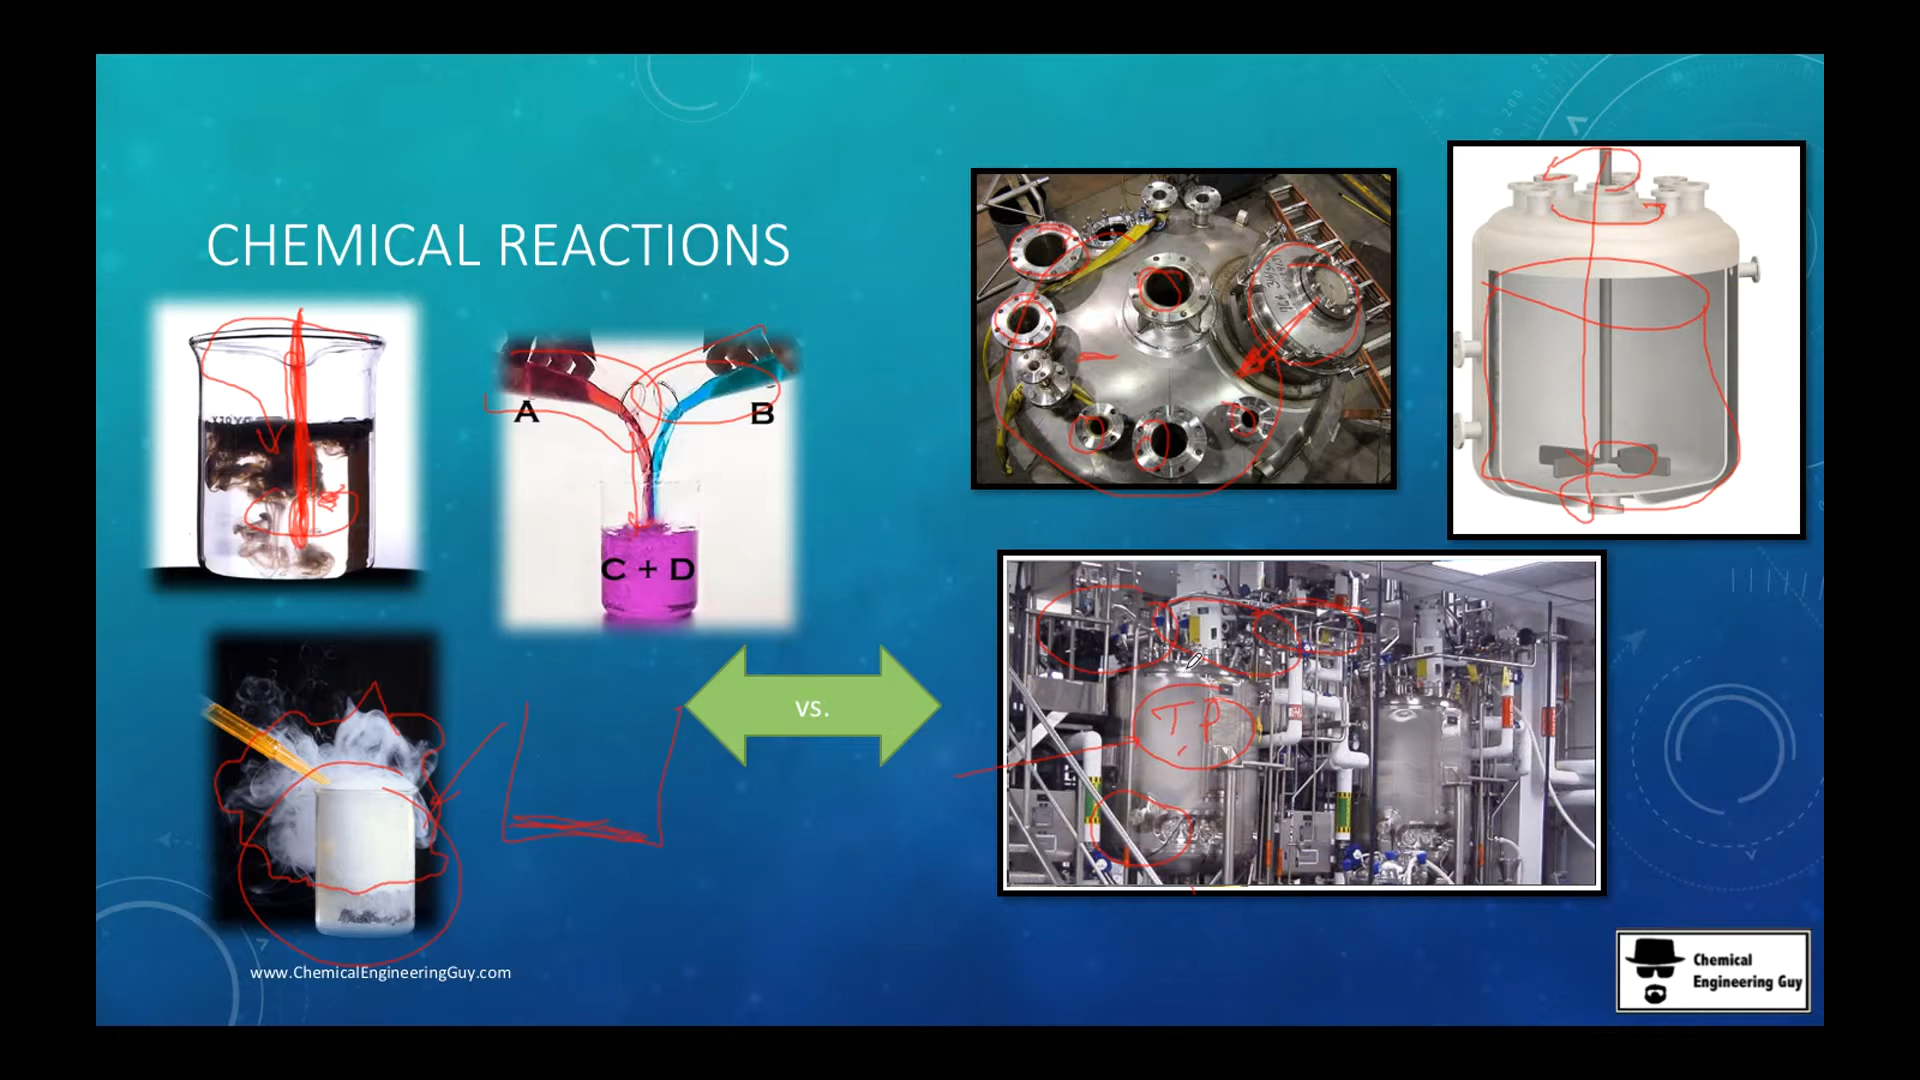 CHEMICAL REACTIONS
A
B
C + D
vs.
T, P
www.ChemicalEngineeringGuy.com
Chemical
Engineering Guy